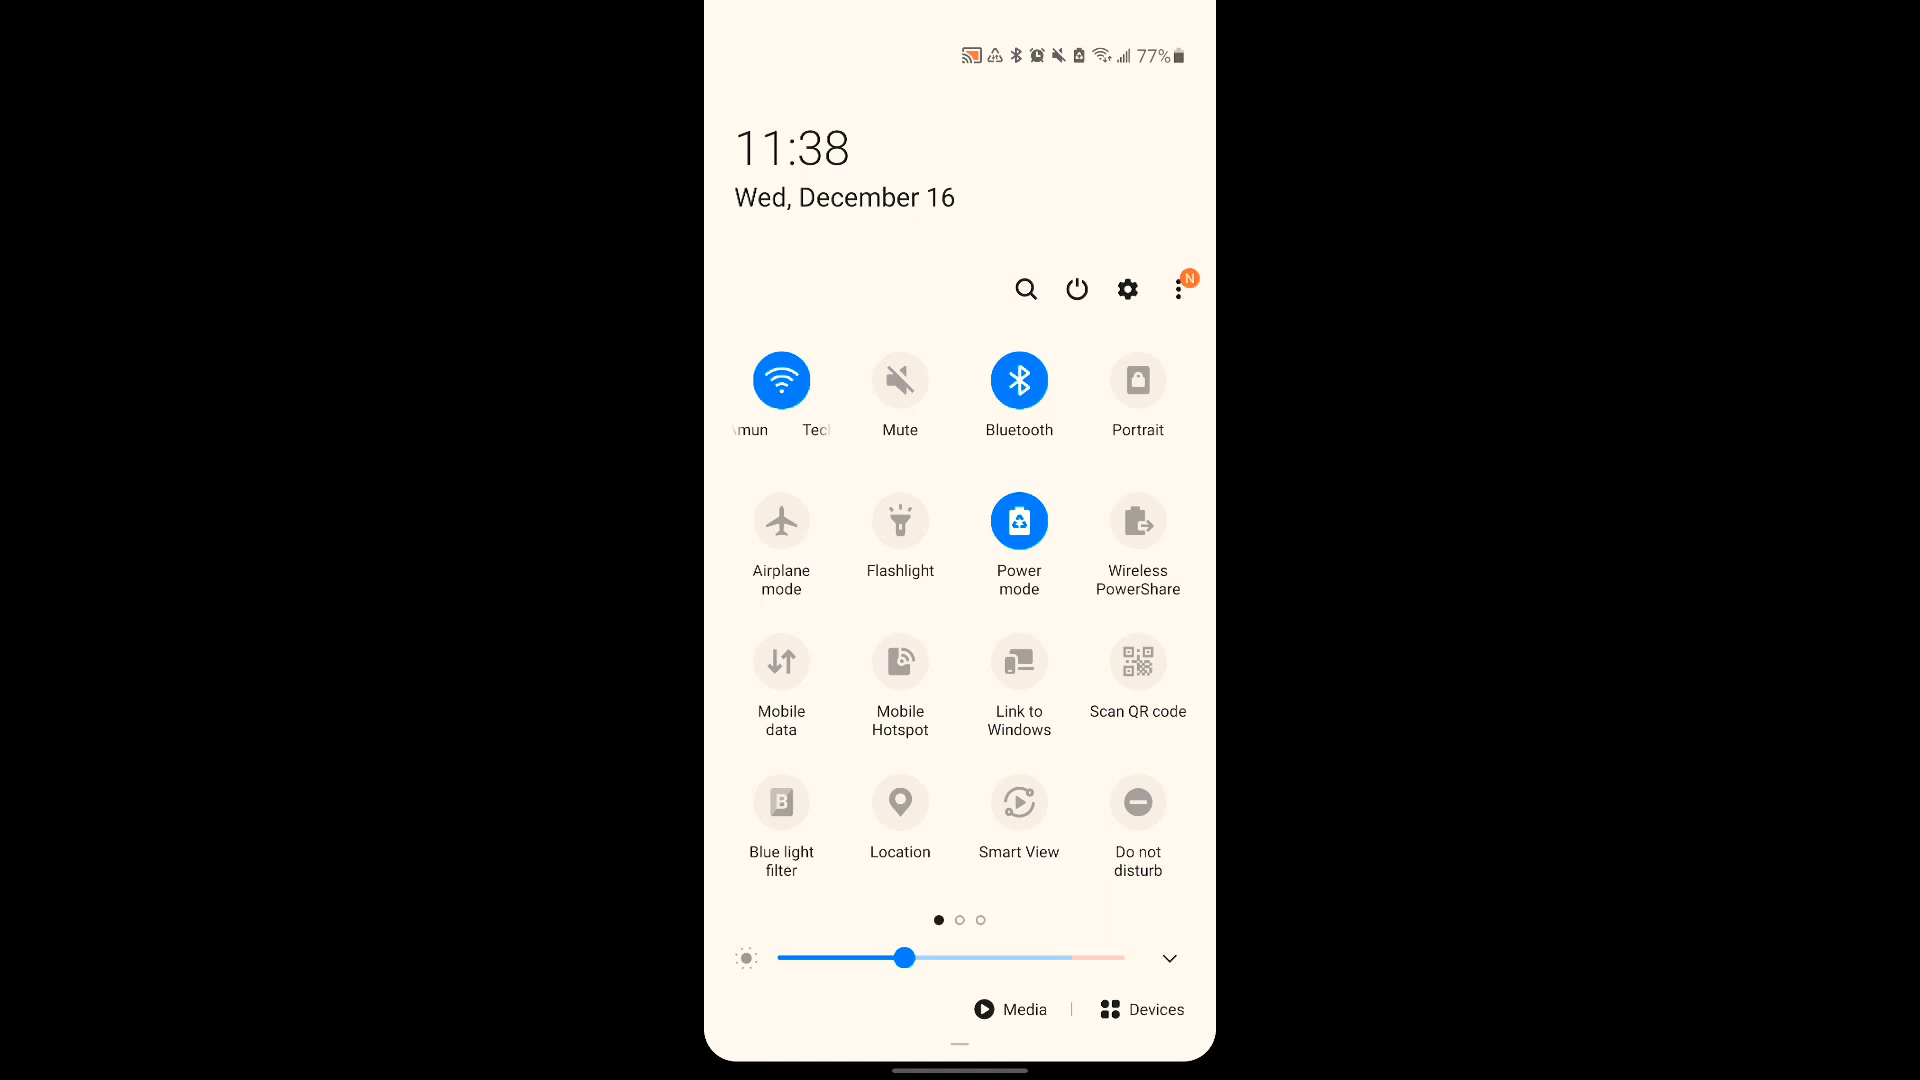 77%
11:38
Wed, December 16
N
mun Tec
Mute
Bluetooth
Portrait
Airplane
mode
Flashlight
Power
mode
Wireless
PowerShare
Mobile
data
Mobile
Hotspot
Link to
Windows
Scan QR code
B
Blue light
filter
Location
Smart View
Do not
disturb
Media
Devices